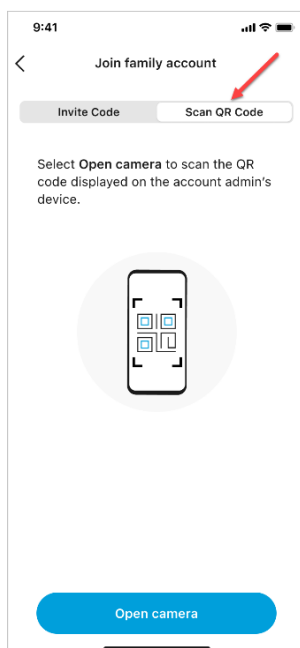 9:41
Join family account
Invite Code Scan QR Code
Select Open camera to scan the QR
code displayed on the account admin's
device.
Open camera